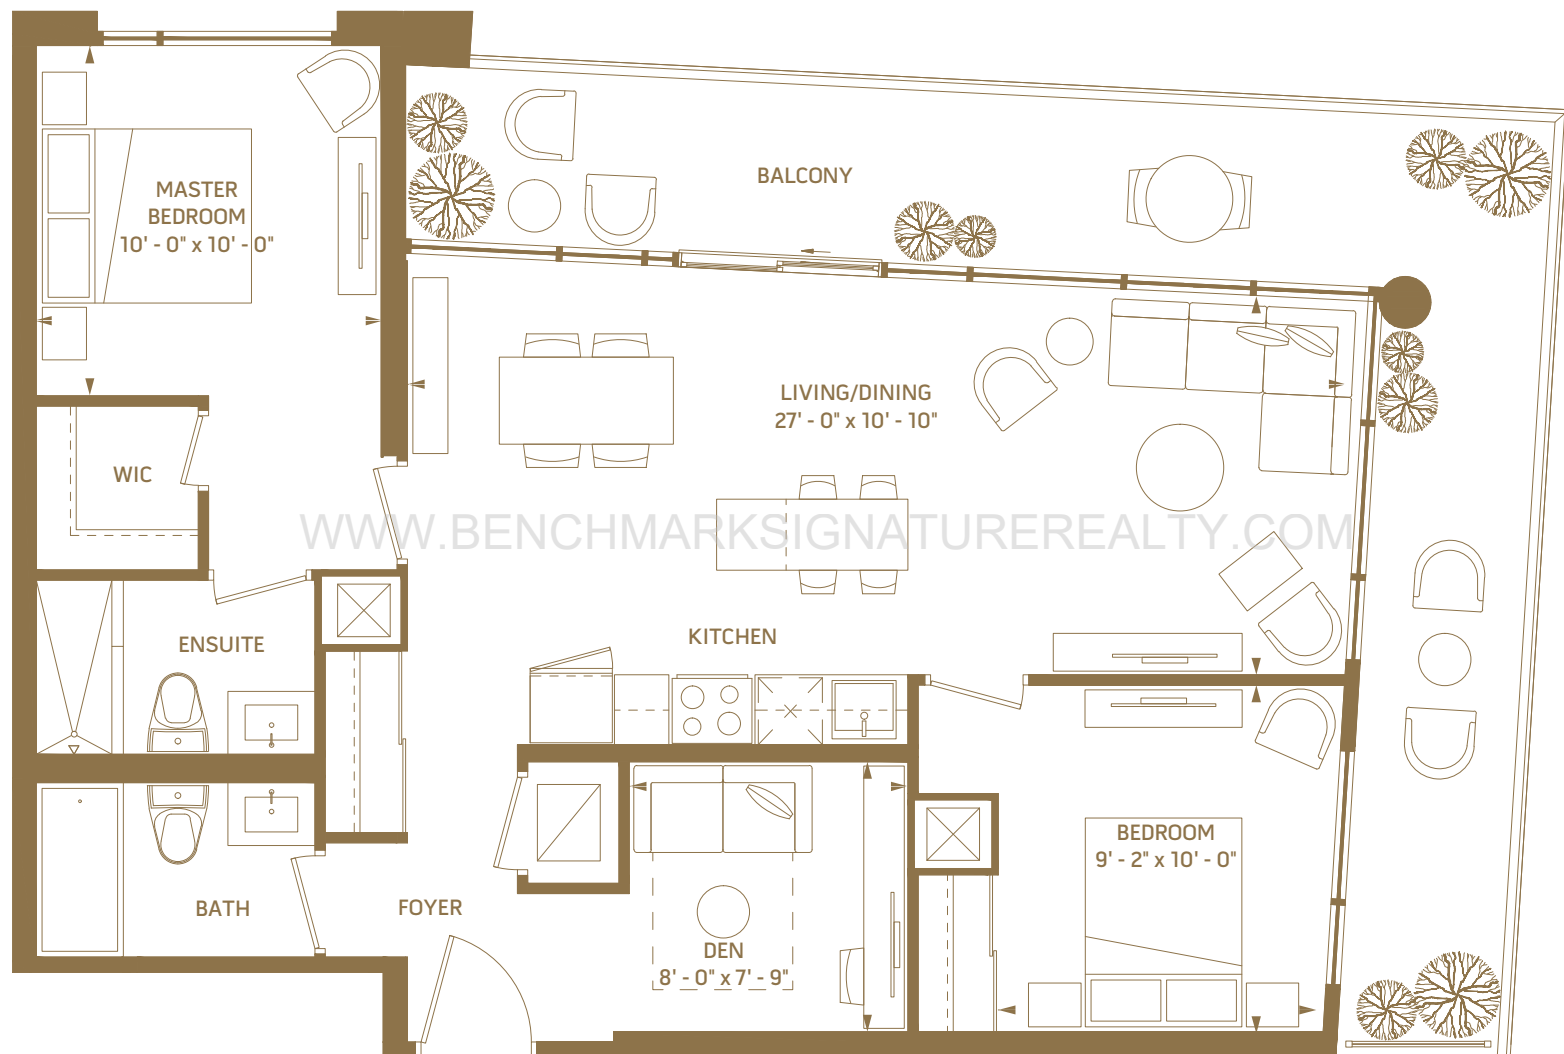 MASTER
BEDROOM
10' - 0" x 10' - 0"
BALCONY
LIVING/DINING
27' - 0" x 10' - 10"
WIC
WWW.BENCHMARKSIGNATUREREALTY.COM
ENSUITE
KITCHEN
BEDROOM
9' - 2" x 10' - 0"
BATH
FOYER
DEN
8' - 0" x 7' - 9"